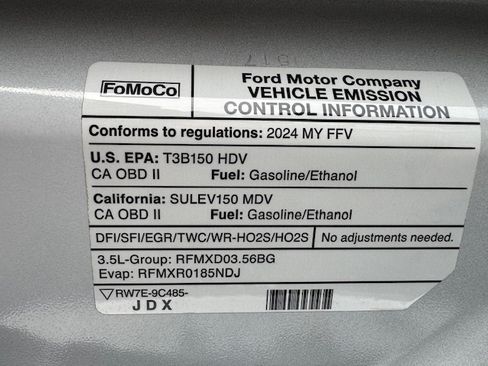 FoMoCo
Ford Motor Company
VEHICLE EMISSION
CONTROL INFORMATION
Conforms to regulations: 2024 MY FFV
U.S. EPA: T3B150 HDV
CA OBD II Fuel: Gasoline/Ethanol
California: SULEV150 MDV
CA OBD II Fuel: Gasoline/Ethanol
DFI/SFI/EGR/TWC/WR-HO2S/HO2S No adjustments needed.
3.5L-Group: RFMXD03.56BG
Evap: RFMXR0185NDJ
RW7E-9C485-
JDX